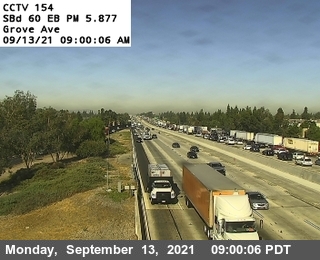 CCTV 154
SBd 60 EB PM 5.877
Grove Ave
09/13/21 09:00:06 AM
Monday, September 13, 2021 09:00:06 PDT